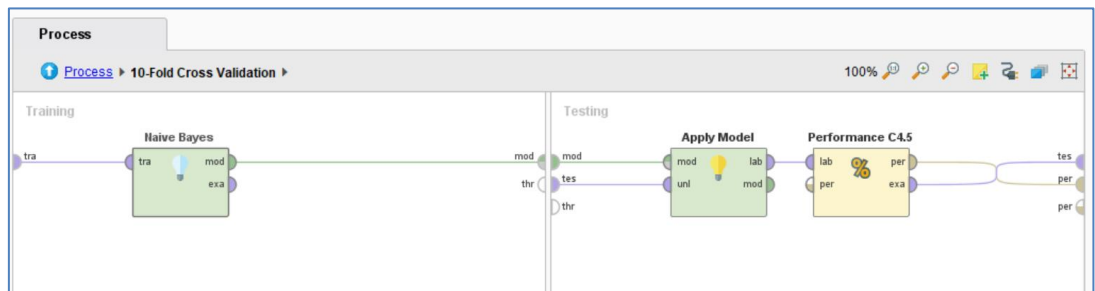 Process
Process ▸ 10-Fold Cross Validation ▸
100%
Training
Testing
Naive Bayes
Apply Model
Performance C4.5
tra
tra
mod
exa
mod
thr
mod
tes
thr
mod
unl
lab
mod
lab
per
per
exa
tes
per
per